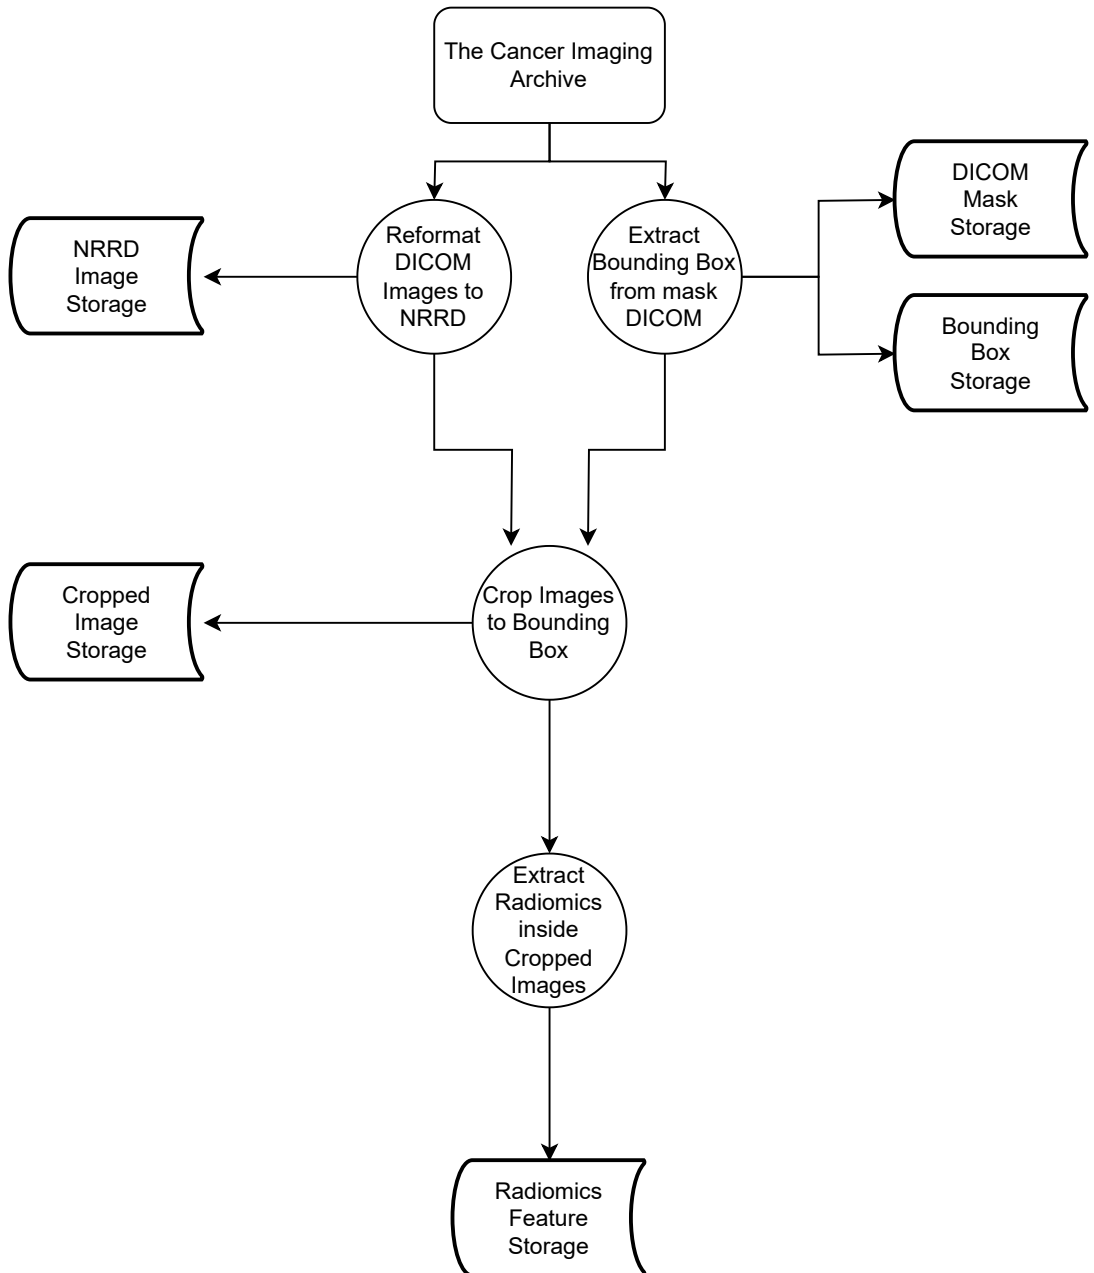 The Cancer Imaging
Archive
DICOM
Mask
Storage
NRRD
Image
Storage
Reformat
DICOM
Images to
NRRD
Extract
Bounding Box
from mask
DICOM
Bounding
Box
Storage
Cropped
Image
Storage
Crop Images
to Bounding
Box
Extract
Radiomics
inside
Cropped
Images
Radiomics
Feature
Storage